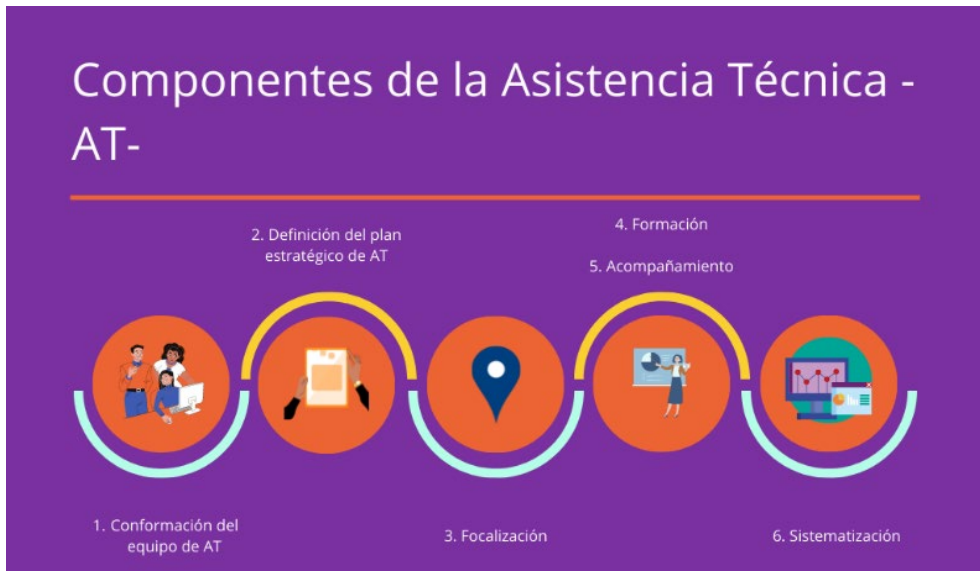 Componentes de la Asistencia Técnica -
AT-
1. Conformación del
equipo de AT
2. Definición del plan
estratégico de AT
3. Focalización
4. Formación
5. Acompañamiento
6. Sistematización